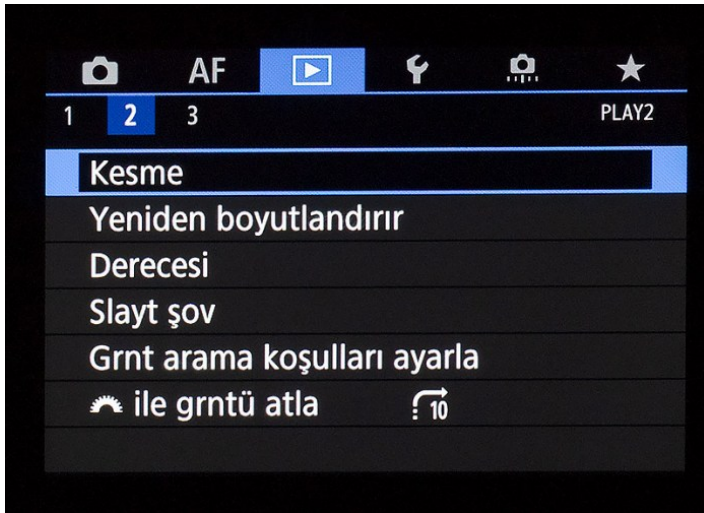 AF
1 2 3 PLAY2
Kesme
Yeniden boyutlandırır
Derecesi
Slayt şov
Grnt arama koşulları ayarla
ile grntü atla 10